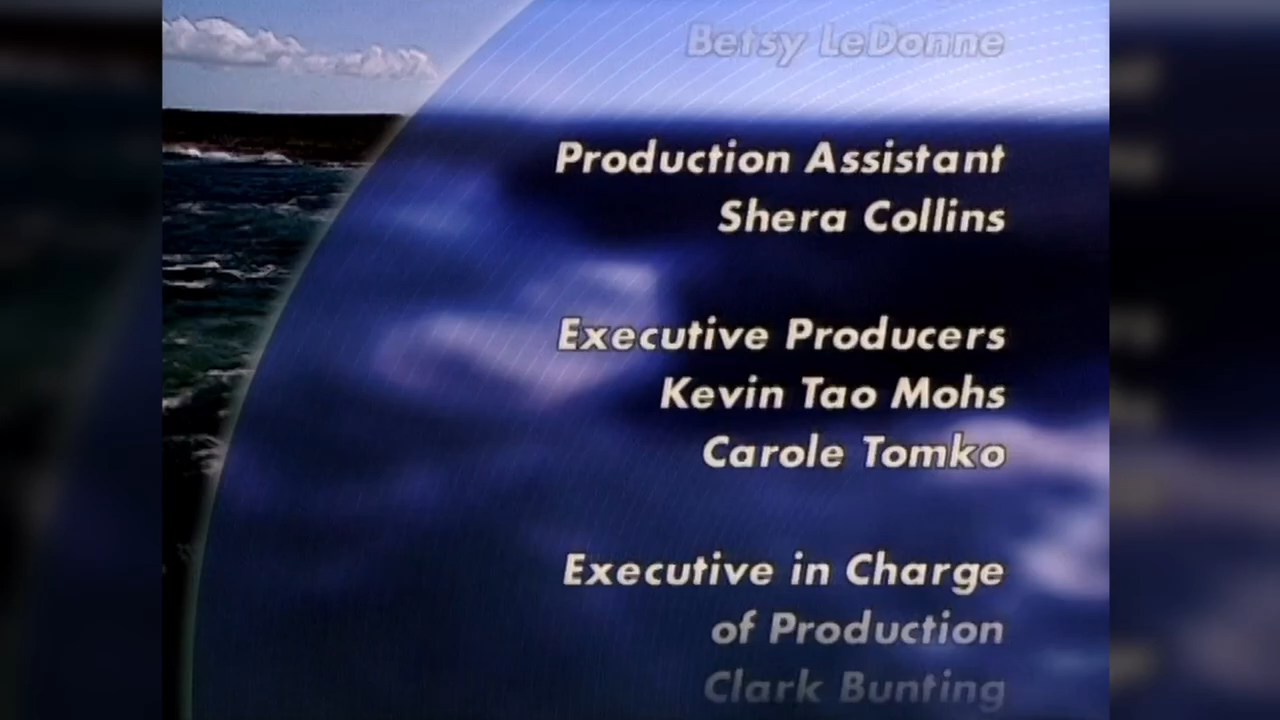 Betsy LeDonne
Production Assistant
Shera Collins
Executive Producers
Kevin Tao Mohs
Carole Tomko
Executive in Charge
of Production
Clark Bunting